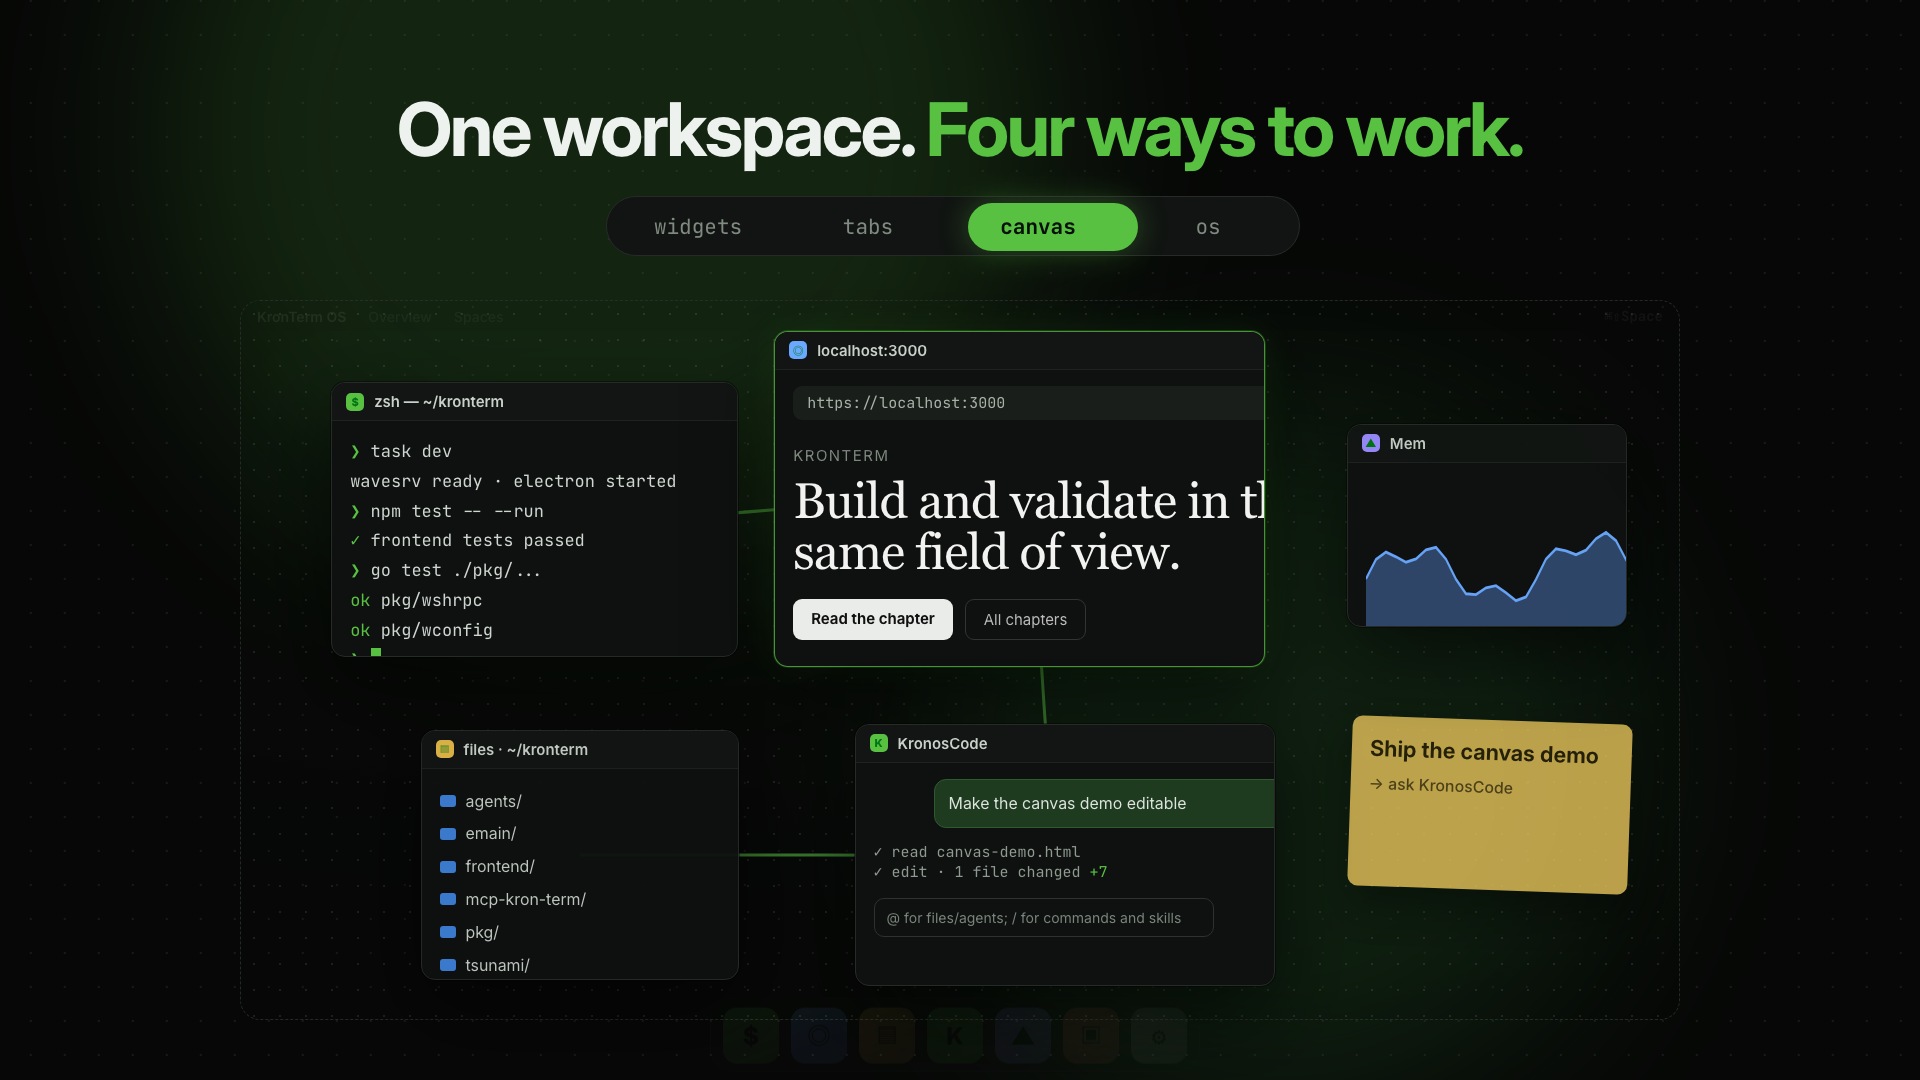 One workspace. Four ways to work.
widgets
tabs
canvas
os
KronTerm OS
Overview
Spaces
zsh — ~/kronterm
❯ task dev
wavesrv ready · electron started
❯ npm test -- --run
✓ frontend tests passed
❯ go test ./pkg/...
ok pkg/wshrpc
ok pkg/wconfig
localhost:3000
https://localhost:3000
KRONTERM
Build and validate in t
same field of view.
Read the chapter
All chapters
Mem
files · ~/kronterm
agents/
emain/
frontend/
mcp-kron-term/
pkg/
tsunami/
K KronosCode
Make the canvas demo editable
✓ read canvas-demo.html
✓ edit · 1 file changed +7
@ for files/agents; / for commands and skills
Ship the canvas demo
→ ask KronosCode
$
K